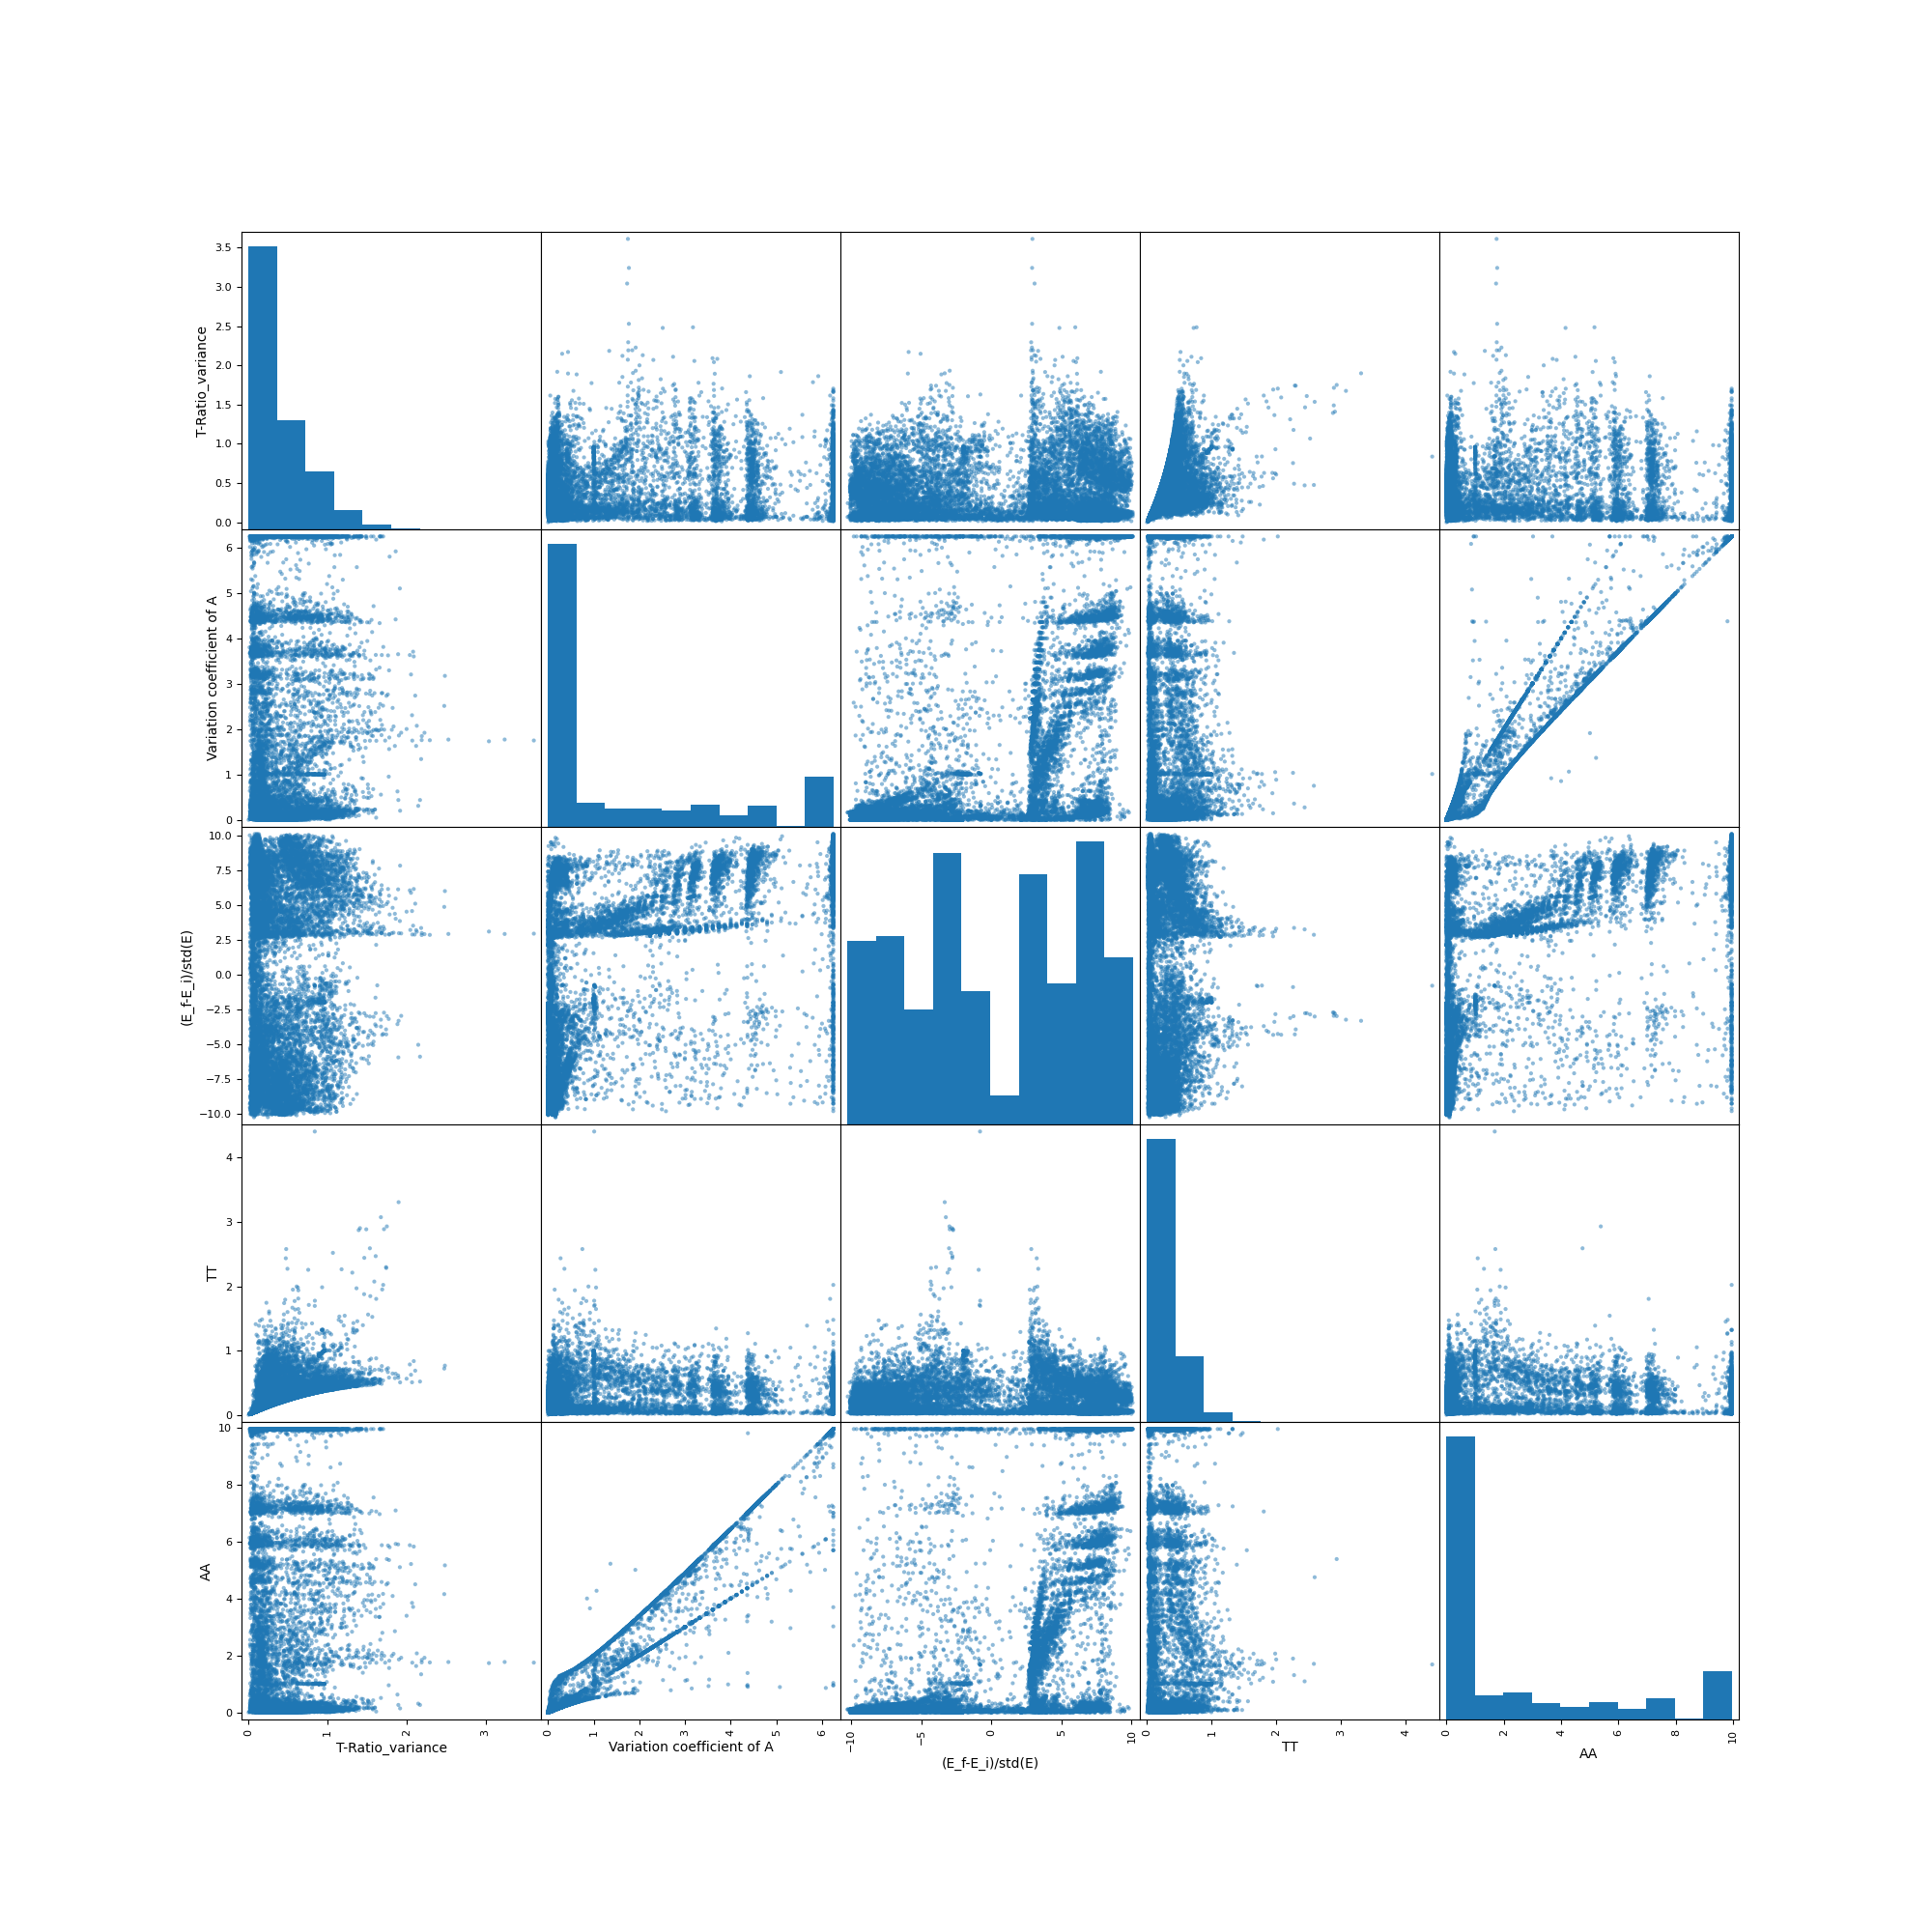 3.5
3.0
2.5
2.0
1.5
1.0
0.5
0.0
T-Ratio_variance
6
5
4
3
2
1
0
Variation coefficient of A
10.0
7.5
5.0
2.5
0.0
−2.5
−5.0
−7.5
−10.0
(E_f-E_i)/std(E)
4
3
2
1
0
TT
10
8
6
4
2
0
AA
0 1 2 3
T-Ratio_variance
0 1 2 3 4 5 6
Variation coefficient of A
−10 −5 0 5 10
(E_f-E_i)/std(E)
0 1 2 3 4
TT
0 2 4 6 8 10
AA